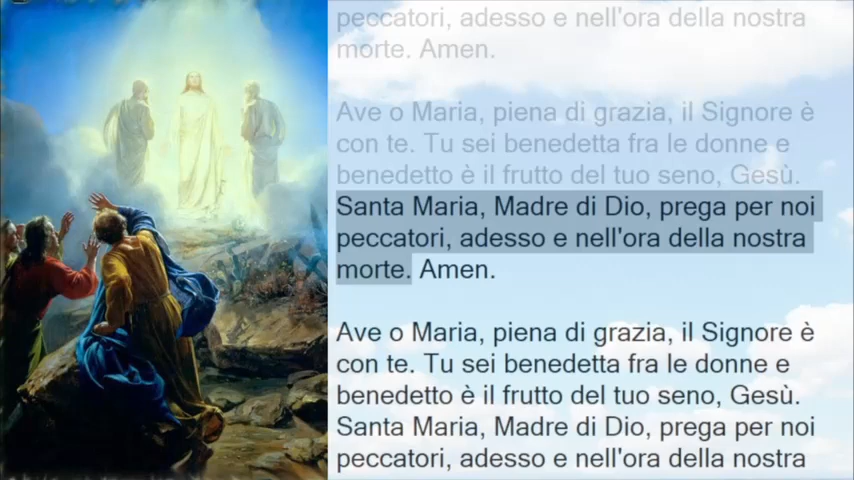 peccatori, adesso e nell'ora della nostra
morte. Amen.
Ave o Maria, piena di grazia, il Signore è
con te. Tu sei benedetta fra le donne e
benedetto è il frutto del tuo seno, Gesù.
Santa Maria, Madre di Dio, prega per noi
peccatori, adesso e nell'ora della nostra
morte. Amen.
Ave o Maria, piena di grazia, il Signore è
con te. Tu sei benedetta fra le donne e
benedetto è il frutto del tuo seno, Gesù.
Santa Maria, Madre di Dio, prega per noi
peccatori, adesso e nell'ora della nostra